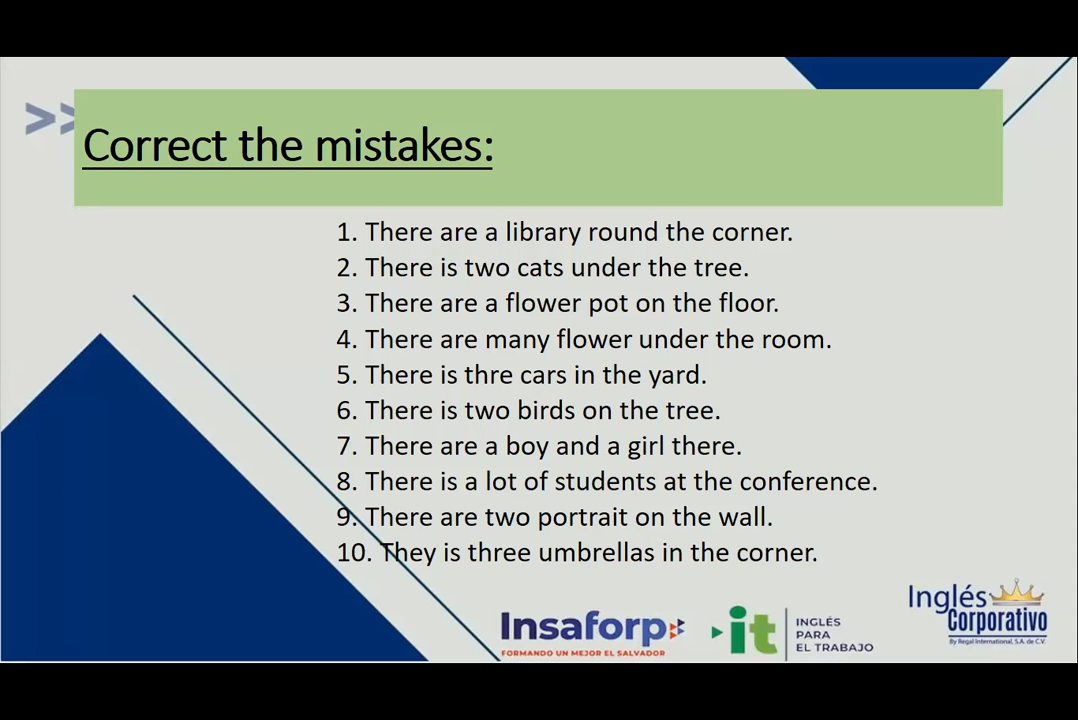 >>
Correct the mistakes:
1. There are a library round the corner.
2. There is two cats under the tree.
3. There are a flower pot on the floor.
4. There are many flower under the room.
5. There is thre cars in the yard.
6. There is two birds on the tree.
7. There are a boy and a girl there.
8. There is a lot of students at the conference.
9. There are two portrait on the wall.
10. They is three umbrellas in the corner.
Insaforp
FORMANDO UN MEJOR EL SALVADOR
it
INGLÉS
PARA
EL TRABAJO
Inglés
Corporativo
By Regal International, S.A. de C.V.